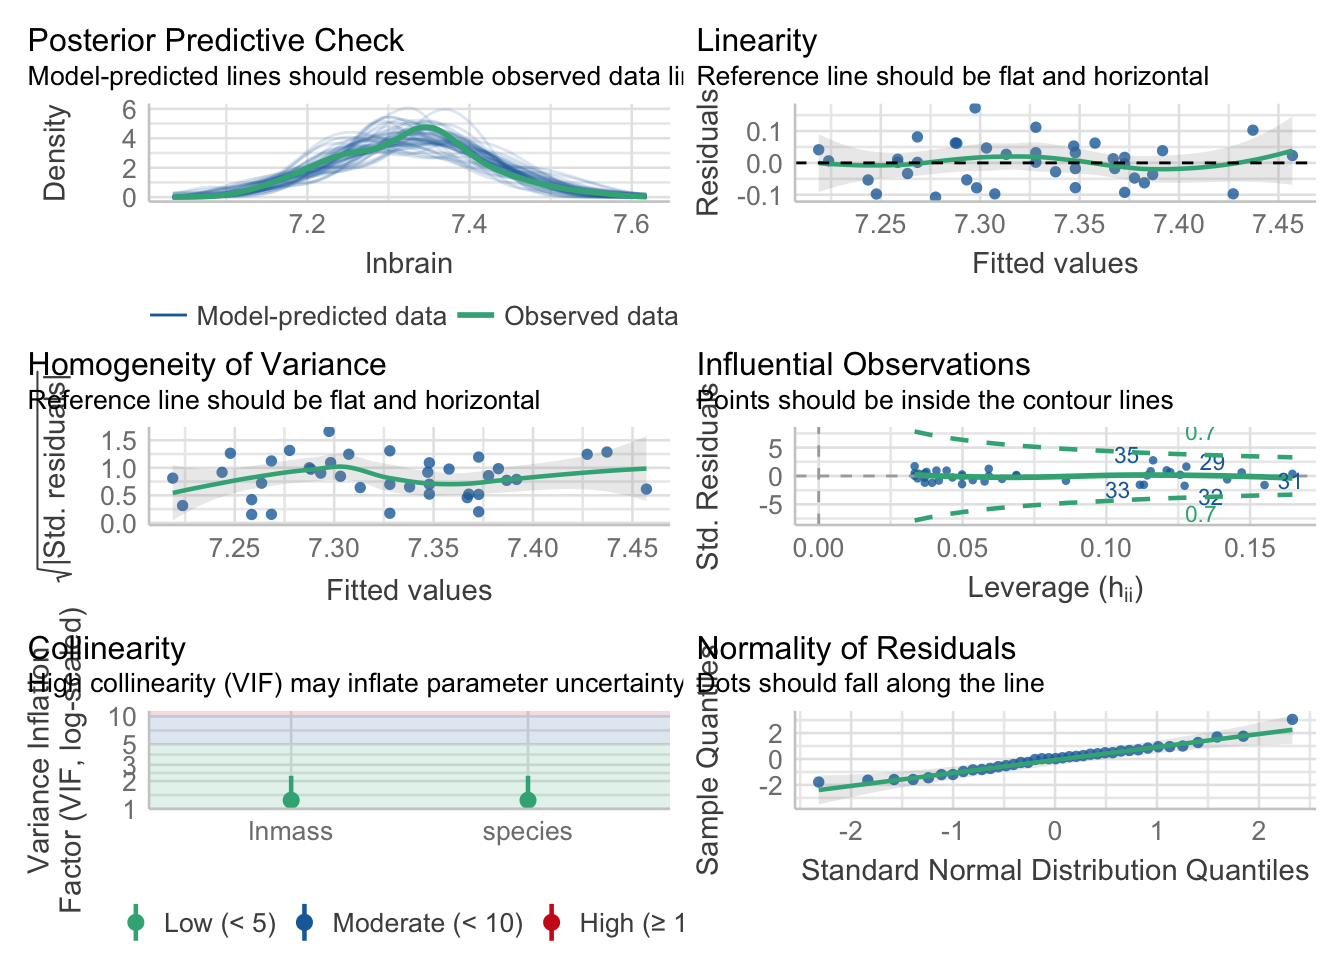 Posterior Predictive Check
Model-predicted lines should resemble observed data li
Density
6
4
2
0
7.2 7.4 7.6
lnbrain
Model-predicted data Observed data
Linearity
Reference line should be flat and horizontal
Residuals
0.1
0.0
-0.1
7.25 7.30 7.35 7.40 7.45
Fitted values
Homogeneity of Variance
Reference line should be flat and horizontal
√|Std. residuals|
1.5
1.0
0.5
0.0
7.25 7.30 7.35 7.40 7.45
Fitted values
Influential Observations
Points should be inside the contour lines
Std. Residuals
5
0
-5
0.7
35 29
31
33 32
0.7
0.00 0.05 0.10 0.15
Leverage (hii)
Collinearity
High collinearity (VIF) may inflate parameter uncertainty
Variance Inflation
Factor (VIF, log-scaled)
10
5
3
2
1
lnmass species
Low (< 5) Moderate (< 10) High (≥ 1
Normality of Residuals
Dots should fall along the line
Sample Quantiles
2
0
-2
-2 -1 0 1 2
Standard Normal Distribution Quantiles